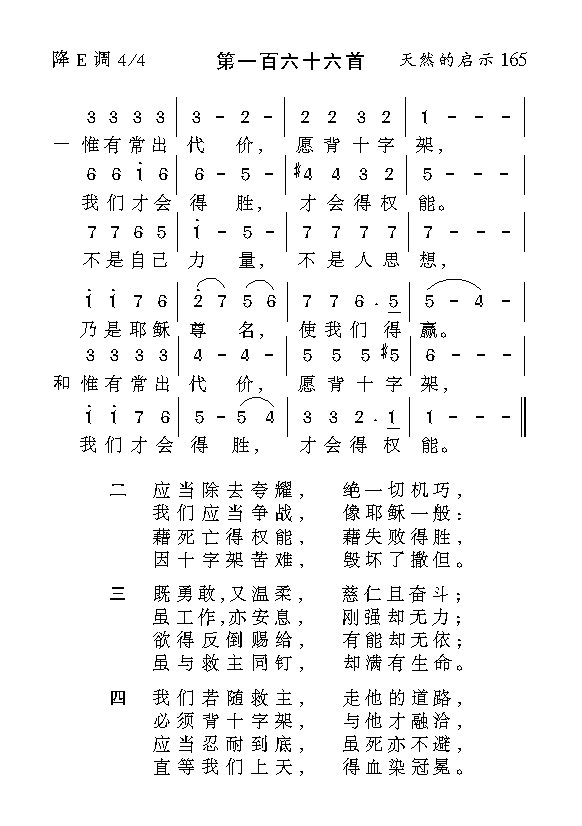 降E调4/4 第一百六十六首 天然的启示 165
3 3 3 3 | 3 - 2 - | 2 2 3 2 | 1 - - -
一 惟有常出 代 价， 愿背十字 架，
6 6 i 6 | 6 - 5 - | #4 4 3 2 | 5 - - -
我们才会 得 胜， 才会得权 能。
7 7 6 5 | i - 5 - | 7 7 7 7 | 7 - - -
不是自己 力 量， 不是人思 想，
i i 7 6 | 2 7 5 6 | 7 7 6 . 5 | 5 - 4 -
乃是耶稣 尊 名， 使我们 得 赢。
3 3 3 3 | 4 - 4 - | 5 5 5 #5 | 6 - - -
和 惟有常出 代 价， 愿背十字 架，
i i 7 6 | 5 - 5 4 | 3 3 2 . 1 | 1 - - -
我们才会 得 胜， 才会得 权 能。
二 应当除去夸耀， 绝一切机巧，
我们应当争战， 像耶稣一般：
藉死亡得权能， 藉失败得胜，
因十字架苦难， 毁坏了撒但。
三 既勇敢，又温柔， 慈仁且奋斗；
虽工作，亦安息， 刚强却无力；
欲得反倒赐给， 有能却无依；
虽与救主同钉， 却满有生命。
四 我们若随救主， 走他的道路，
必须背十字架， 与他才融洽，
应当忍耐到底， 虽死亦不避，
直等我们上天， 得血染冠冕。